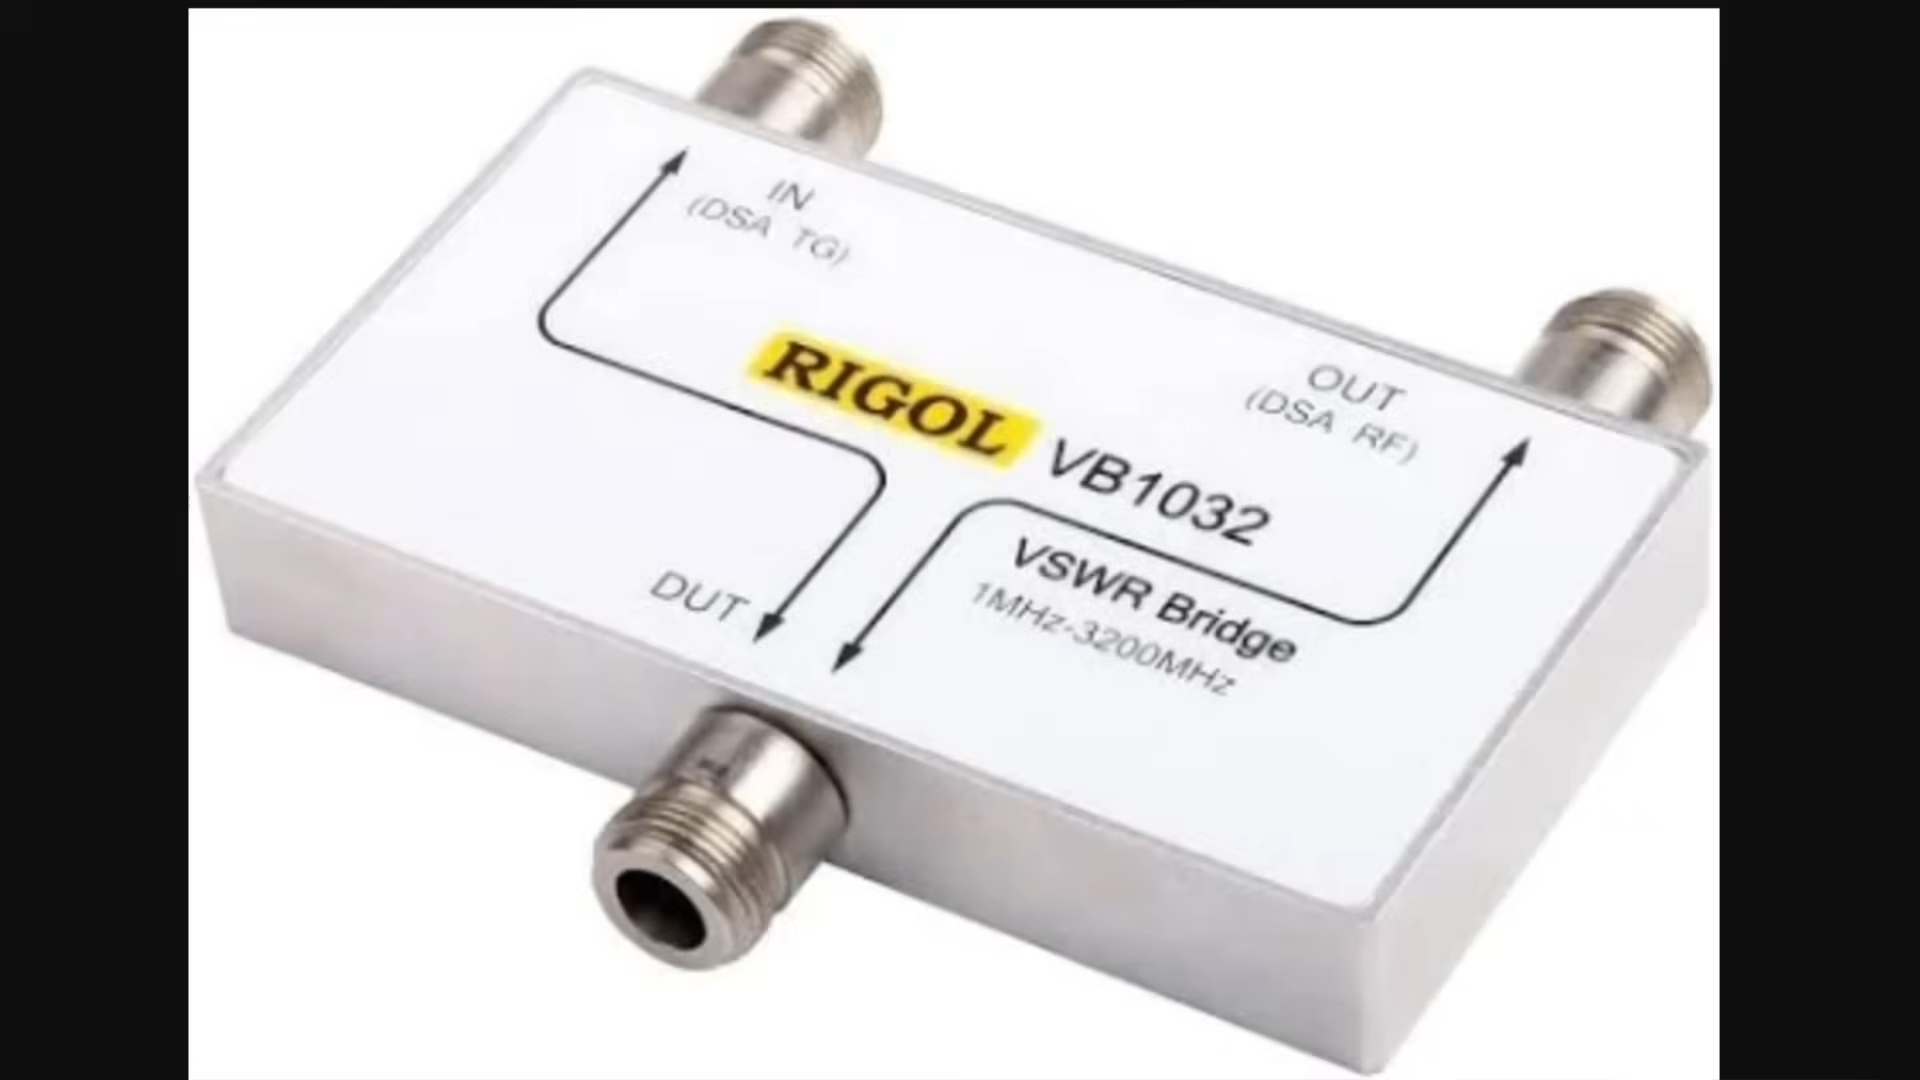 IN
(DSA TG)
OUT
(DSA RF)
RIGOL VB1032
VSWR Bridge
1MHz-3200MHz
DUT